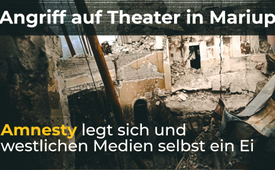 Angriff auf Theater in Mariup
Amnesty legt sich und
westlichen Medien selbst ein Ei